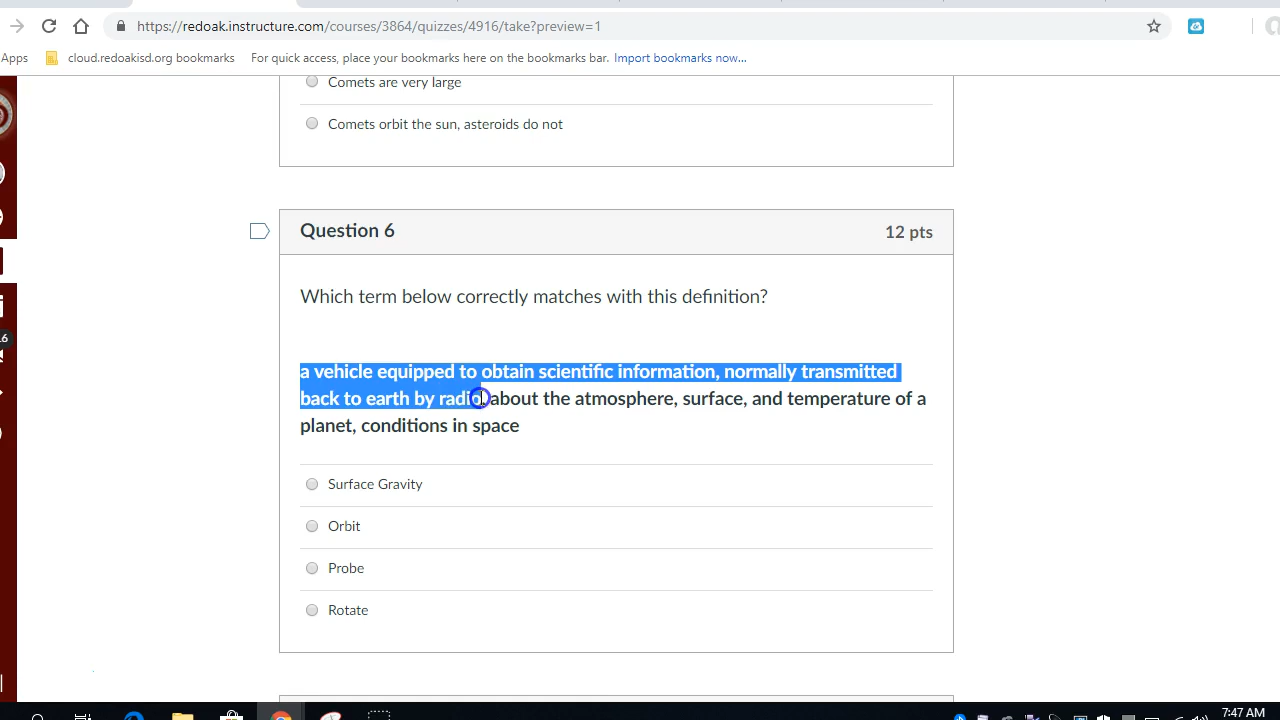 https://redoak.instructure.com/courses/3864/quizzes/4916/take?preview=1
Apps cloud.redoakisd.org bookmarks For quick access, place your bookmarks here on the bookmarks bar. Import bookmarks now...
Comets are very large
Comets orbit the sun, asteroids do not
Question 6 12 pts
Which term below correctly matches with this definition?
a vehicle equipped to obtain scientific information, normally transmitted
back to earth by radio, about the atmosphere, surface, and temperature of a
planet, conditions in space
Surface Gravity
Orbit
Probe
Rotate
7:47 AM